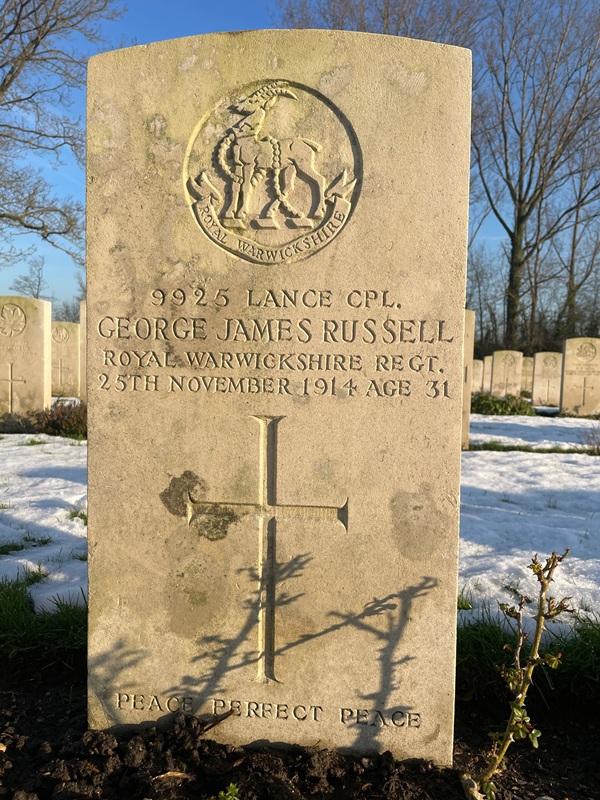 ROYAL WARWICKSHIRE
9925 LANCE CPL.
GEORGE JAMES RUSSELL
ROYAL WARWICKSHIRE REGT.
25TH NOVEMBER 1914 AGE 31
PEACE PERFECT PEACE